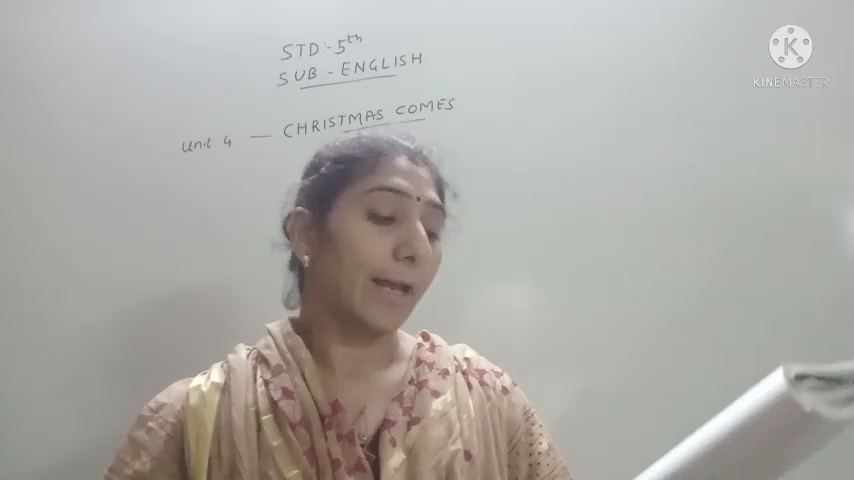 STD:-5th
SUB:-ENGLISH
Unit 4 — CHRISTMAS COMES
K
KINEMASTER